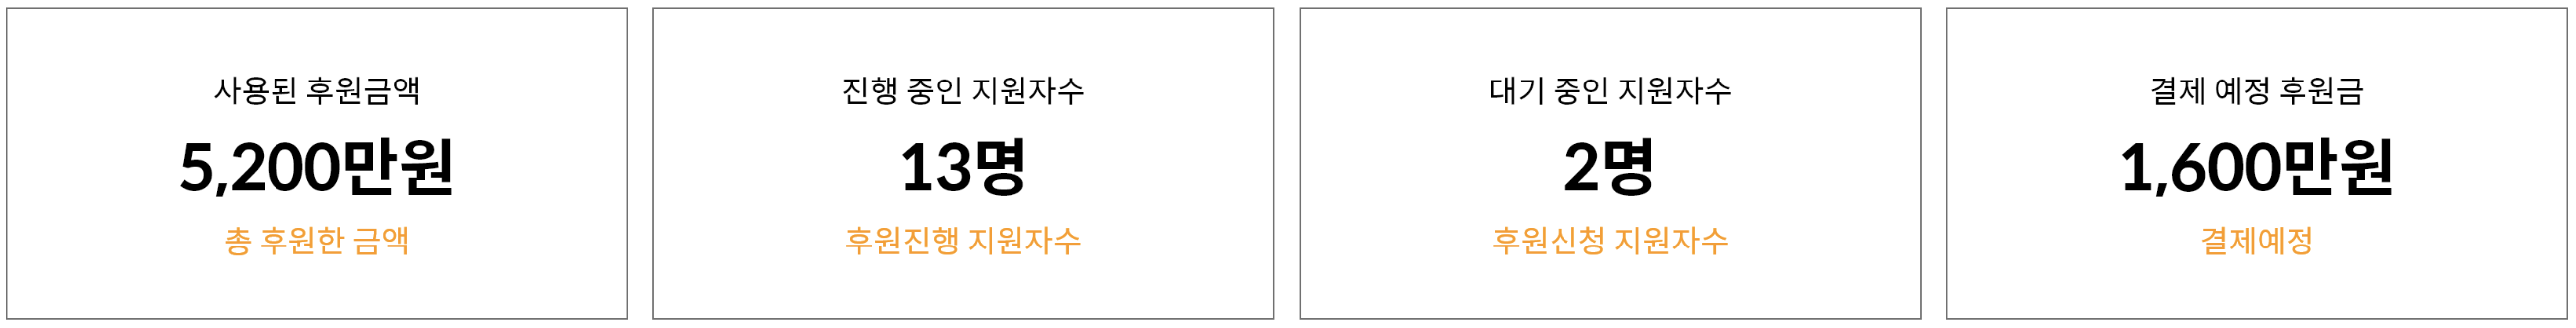 사용된 후원금액
5,200만원
총 후원한 금액
진행 중인 지원자수
13명
후원진행 지원자수
대기 중인 지원자수
2명
후원신청 지원자수
결제 예정 후원금
1,600만원
결제예정